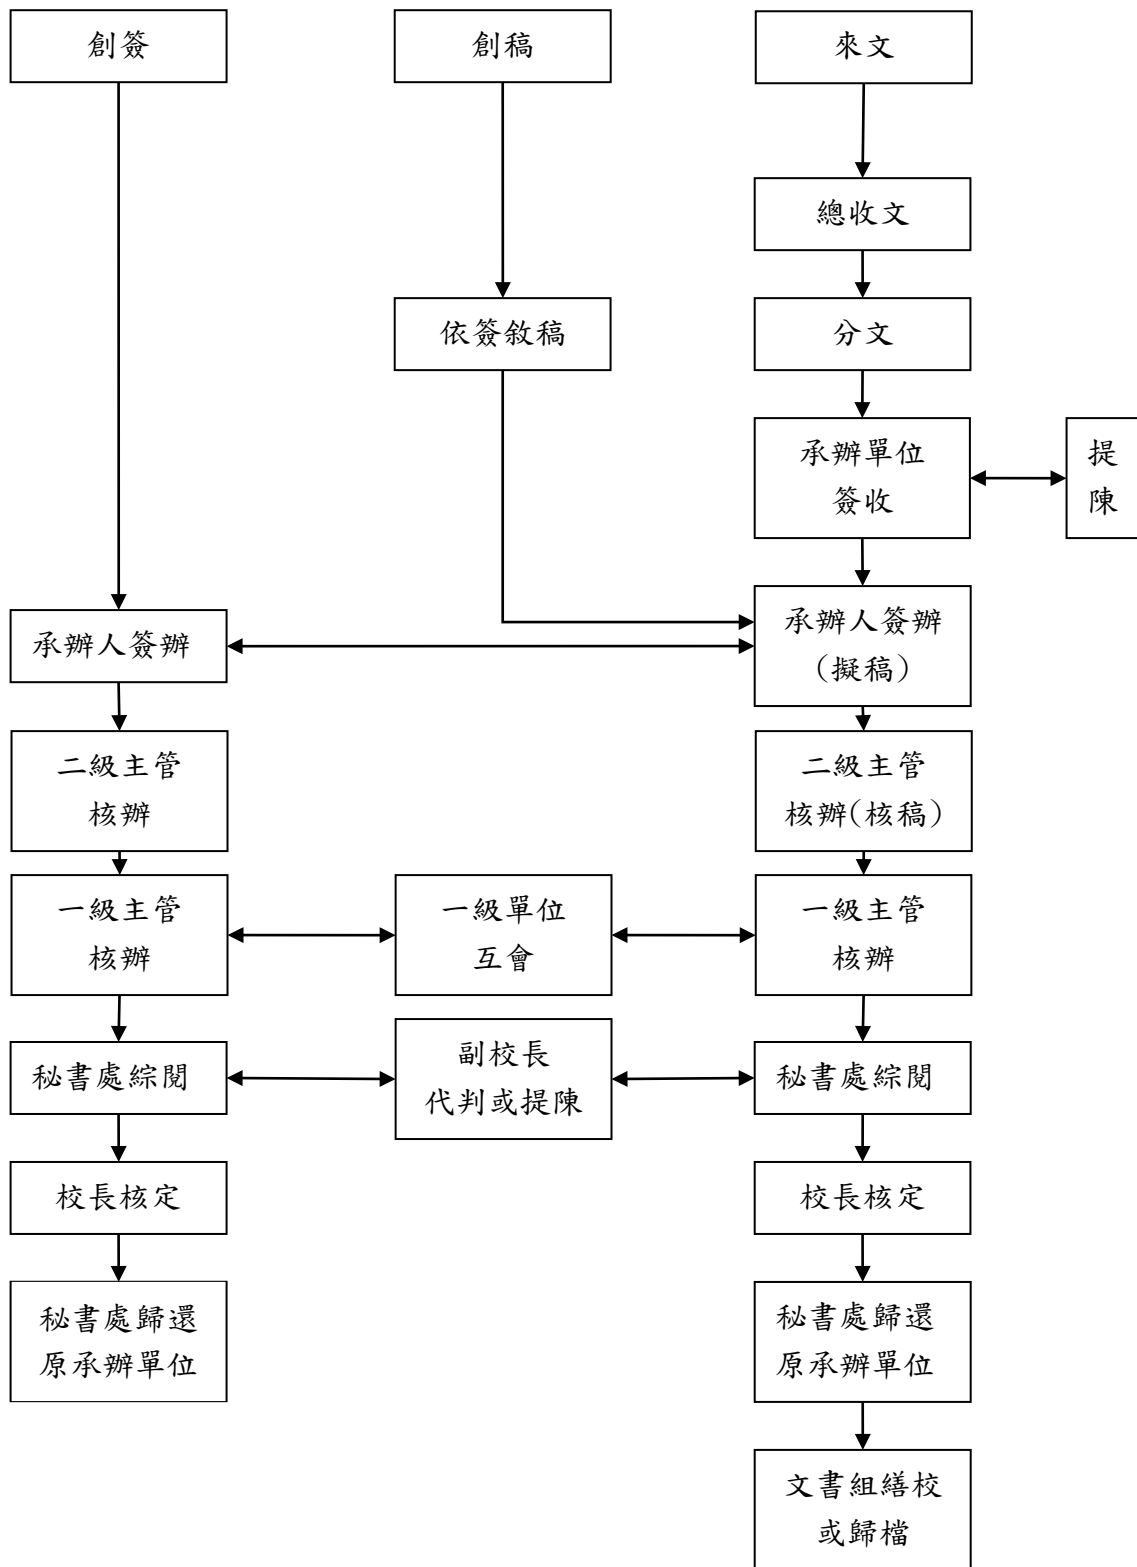 創簽
創稿
來文
總收文
依簽敘稿
分文
承辦單位
簽收
提
陳
承辦人簽辦
承辦人簽辦
(擬稿)
二級主管
核辦
二級主管
核辦(核稿)
一級主管
核辦
一級單位
互會
一級主管
核辦
秘書處綜閱
副校長
代判或提陳
秘書處綜閱
校長核定
校長核定
秘書處歸還
原承辦單位
秘書處歸還
原承辦單位
文書組繕校
或歸檔